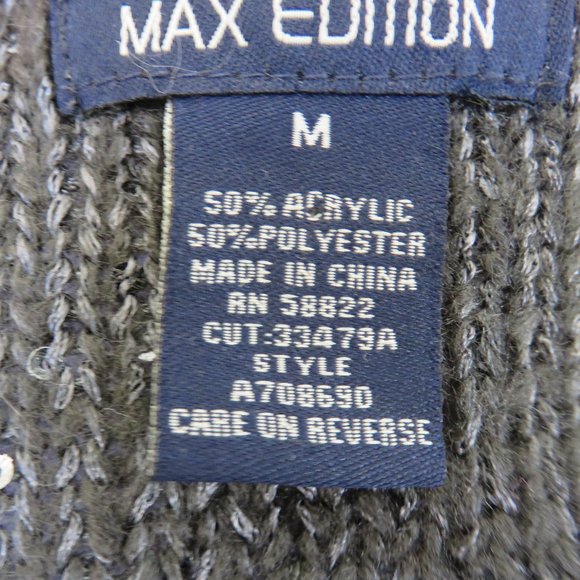 MAX EDITION
M
50% ACRYLIC
50%POLYESTER
MADE IN CHINA
RN 58822
CUT:33479A
STYLE
A708690
CARE ON REVERSE